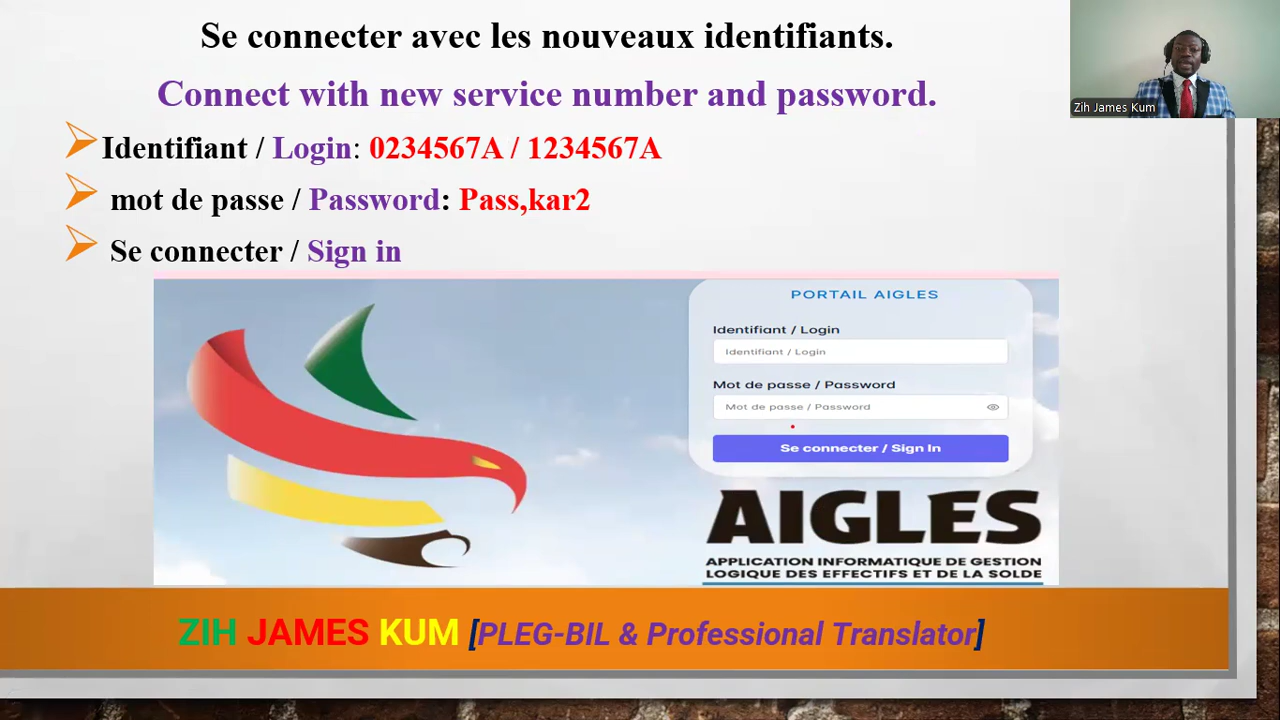 Se connecter avec les nouveaux identifiants.
Connect with new service number and password.
Zih James Kum
Identifiant / Login: 0234567A / 1234567A
mot de passe / Password: Pass,kar2
Se connecter / Sign in
PORTAIL AIGLES
Identifiant / Login
Identifiant / Login
Mot de passe / Password
Mot de passe / Password
Se connecter / Sign In
AIGLES
APPLICATION INFORMATIQUE DE GESTION
LOGIQUE DES EFFECTIFS ET DE LA SOLDE
ZIH JAMES KUM [PLEG-BIL & Professional Translator]